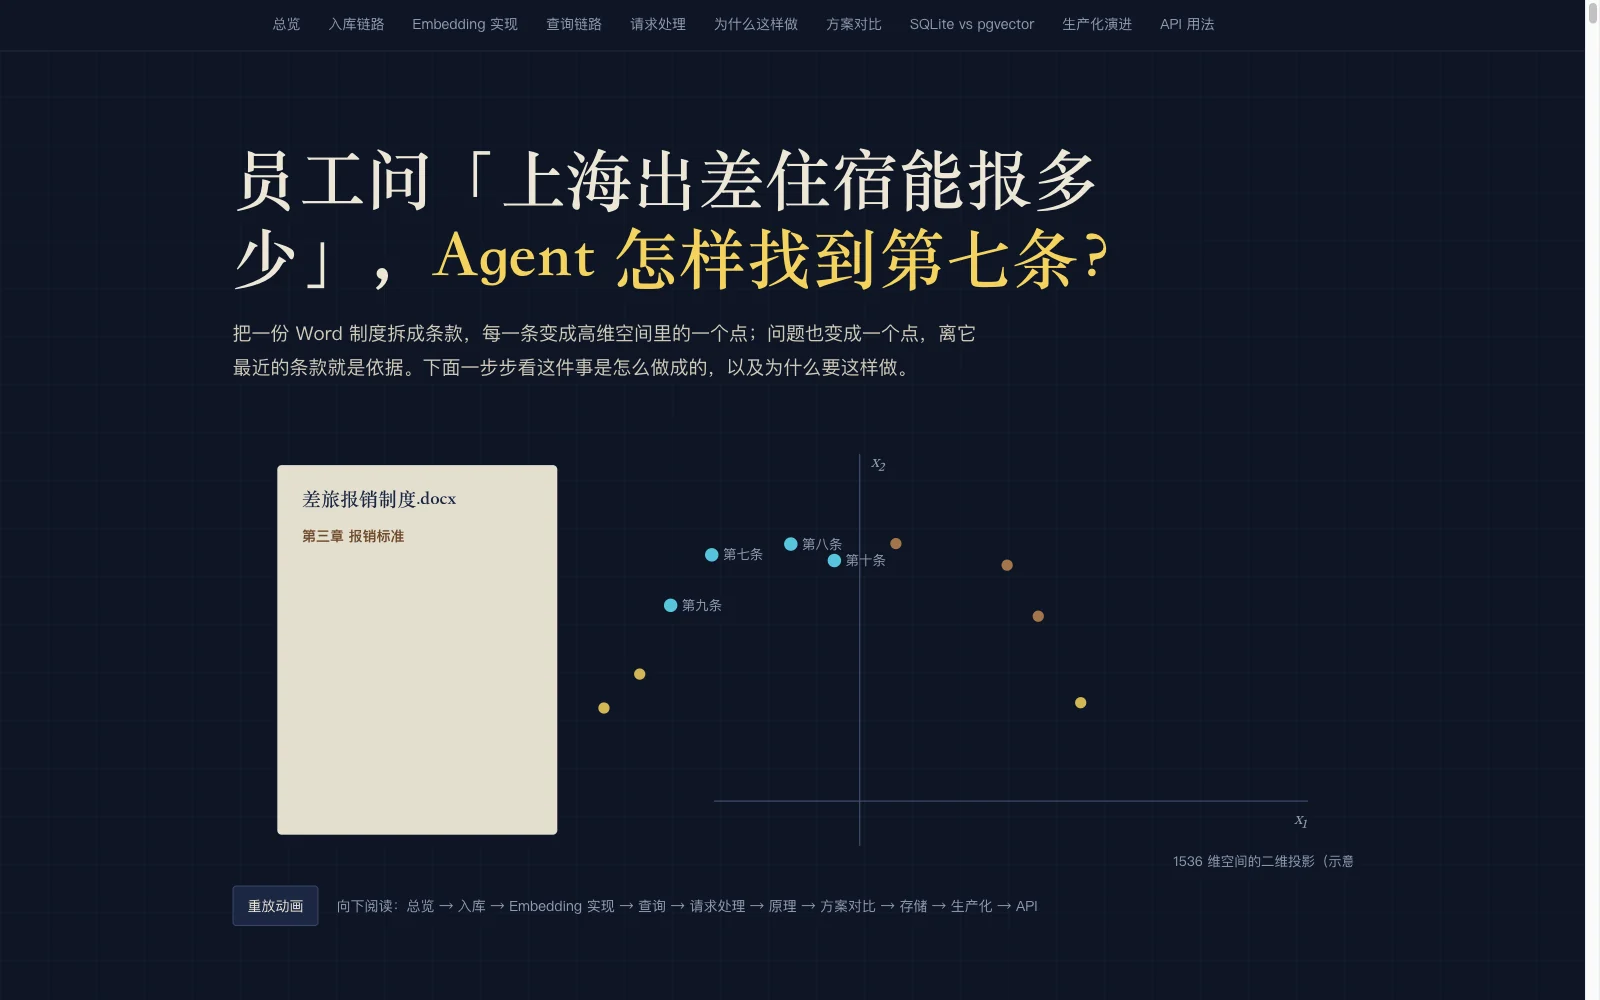 总览 入库链路 Embedding 实现 查询链路 请求处理 为什么这样做 方案对比 SQLite vs pgvector 生产化演进 API 用法
员工问「上海出差住宿能报多
少」，Agent 怎样找到第七条?
把一份 Word 制度拆成条款，每一条变成高维空间里的一个点；问题也变成一个点，离它
最近的条款就是依据。下面一步步看这件事是怎么做成的，以及为什么要这样做。
差旅报销制度.docx
第三章 报销标准
x2
第八条
第七条
第十条
第九条
x1
1536 维空间的二维投影（示意
重放动画
向下阅读：总览 → 入库 → Embedding 实现 → 查询 → 请求处理 → 原理 → 方案对比 → 存储 → 生产化 → API